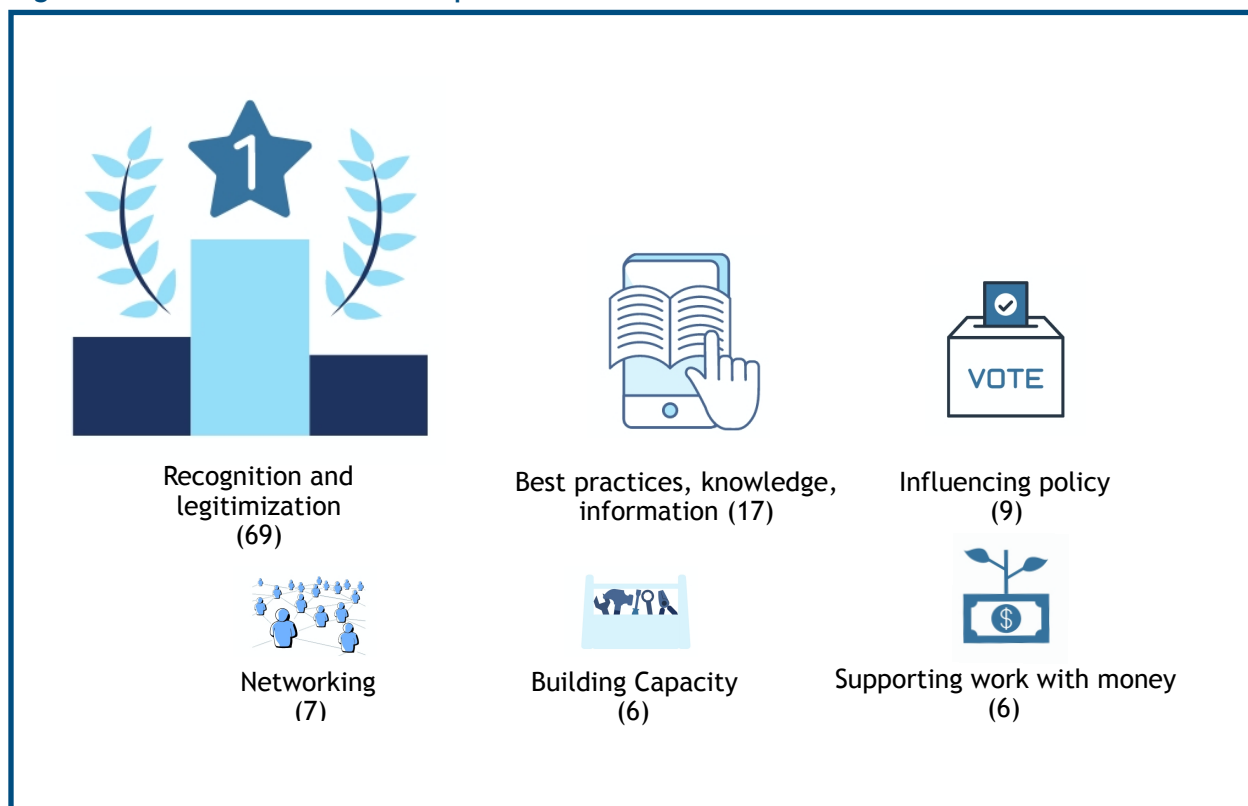 1
VOTE
Recognition and
legitimization
(69)
Best practices, knowledge,
information (17)
Influencing policy
(9)
$
Networking
(7)
Building Capacity
(6)
Supporting work with money
(6)